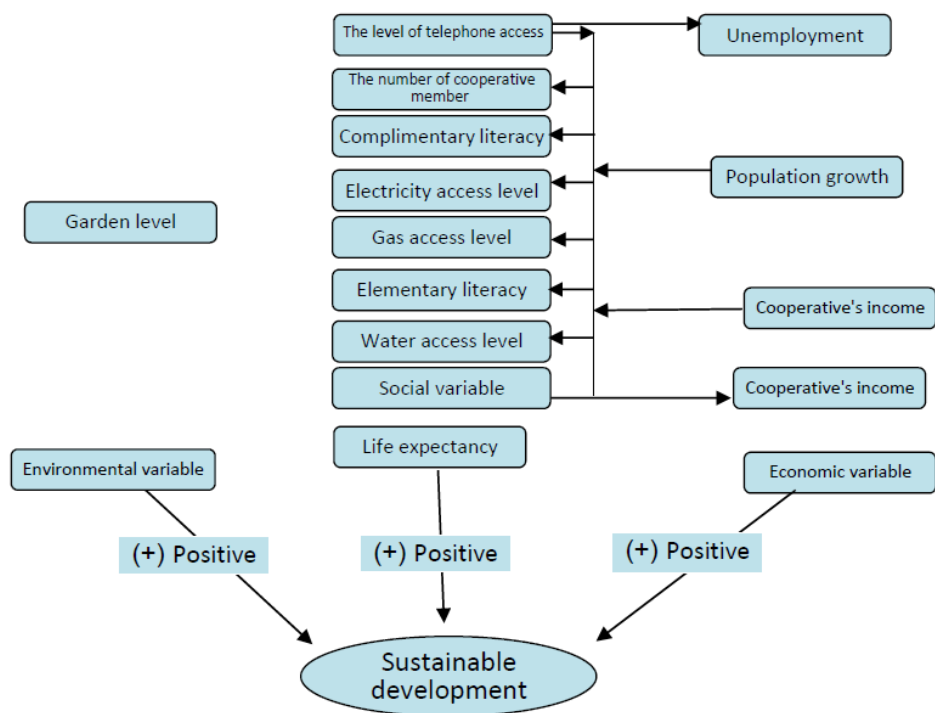 The level of telephone access
Unemployment
The number of cooperative
member
Complimentary literacy
Electricity access level
Population growth
Garden level
Gas access level
Elementary literacy
Cooperative's income
Water access level
Social variable
Cooperative's income
Life expectancy
Environmental variable
Economic variable
(+) Positive
(+) Positive
(+) Positive
Sustainable
development